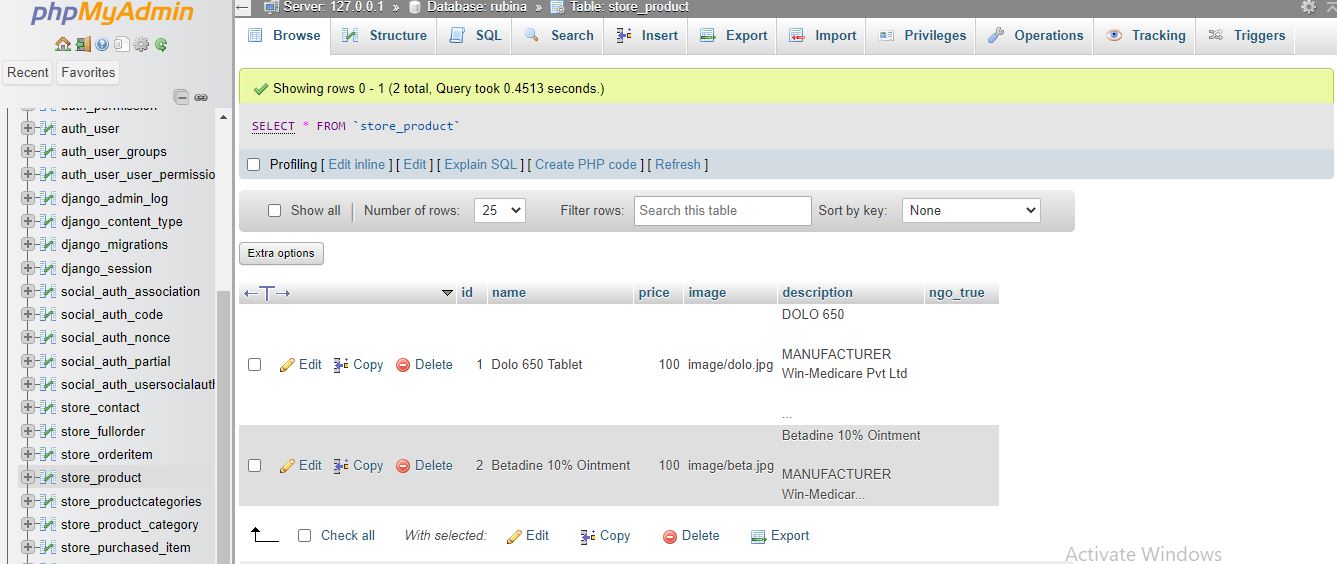 phpMyAdmin
Recent Favorites
auth_permission
auth_user
auth_user_groups
auth_user_user_permissio
django_admin_log
django_content_type
django_migrations
django_session
social_auth_association
social_auth_code
social_auth_nonce
social_auth_partial
social_auth_usersocialauth
store_contact
store_fullorder
store_orderitem
store_product
store_productcategories
store_product_category
store_purchased_item
Server: 127.0.0.1 » Database: rubina » Table: store_product
Browse Structure SQL Search Insert Export Import Privileges Operations Tracking Triggers
Showing rows 0 - 1 (2 total, Query took 0.4513 seconds.)
SELECT * FROM `store_product`
Profiling [ Edit inline ] [ Edit ] [ Explain SQL ] [ Create PHP code ] [ Refresh ]
Show all | Number of rows: 25 Filter rows: Search this table Sort by key: None
Extra options
←T→ id name price image description ngo_true
DOLO 650
MANUFACTURER
Edit Copy Delete 1 Dolo 650 Tablet 100 image/dolo.jpg
Win-Medicare Pvt Ltd
...
Betadine 10% Ointment
Edit Copy Delete 2 Betadine 10% Ointment 100 image/beta.jpg
MANUFACTURER
Win-Medicar...
Check all With selected: Edit Copy Delete Export
Activate Windows